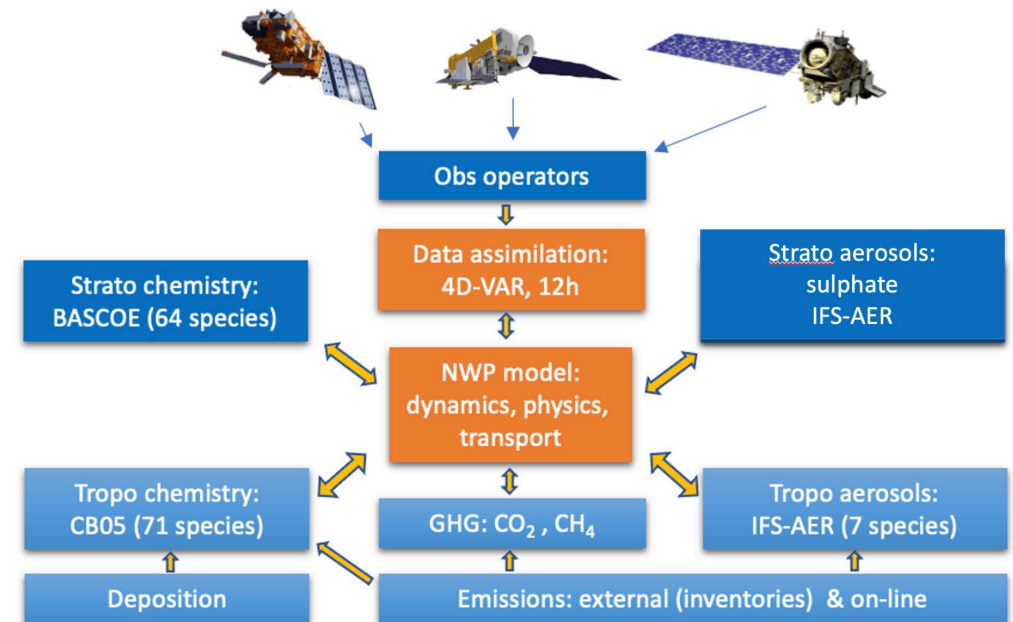 Obs operators
Data assimilation:
4D-VAR, 12h
Strato aerosols:
sulphate
IFS-AER
Strato chemistry:
BASCOE (64 species)
NWP model:
dynamics, physics,
transport
Tropo chemistry:
CB05 (71 species)
GHG: CO₂ , CH₄
Tropo aerosols:
IFS-AER (7 species)
Deposition
Emissions: external (inventories)  & on-line